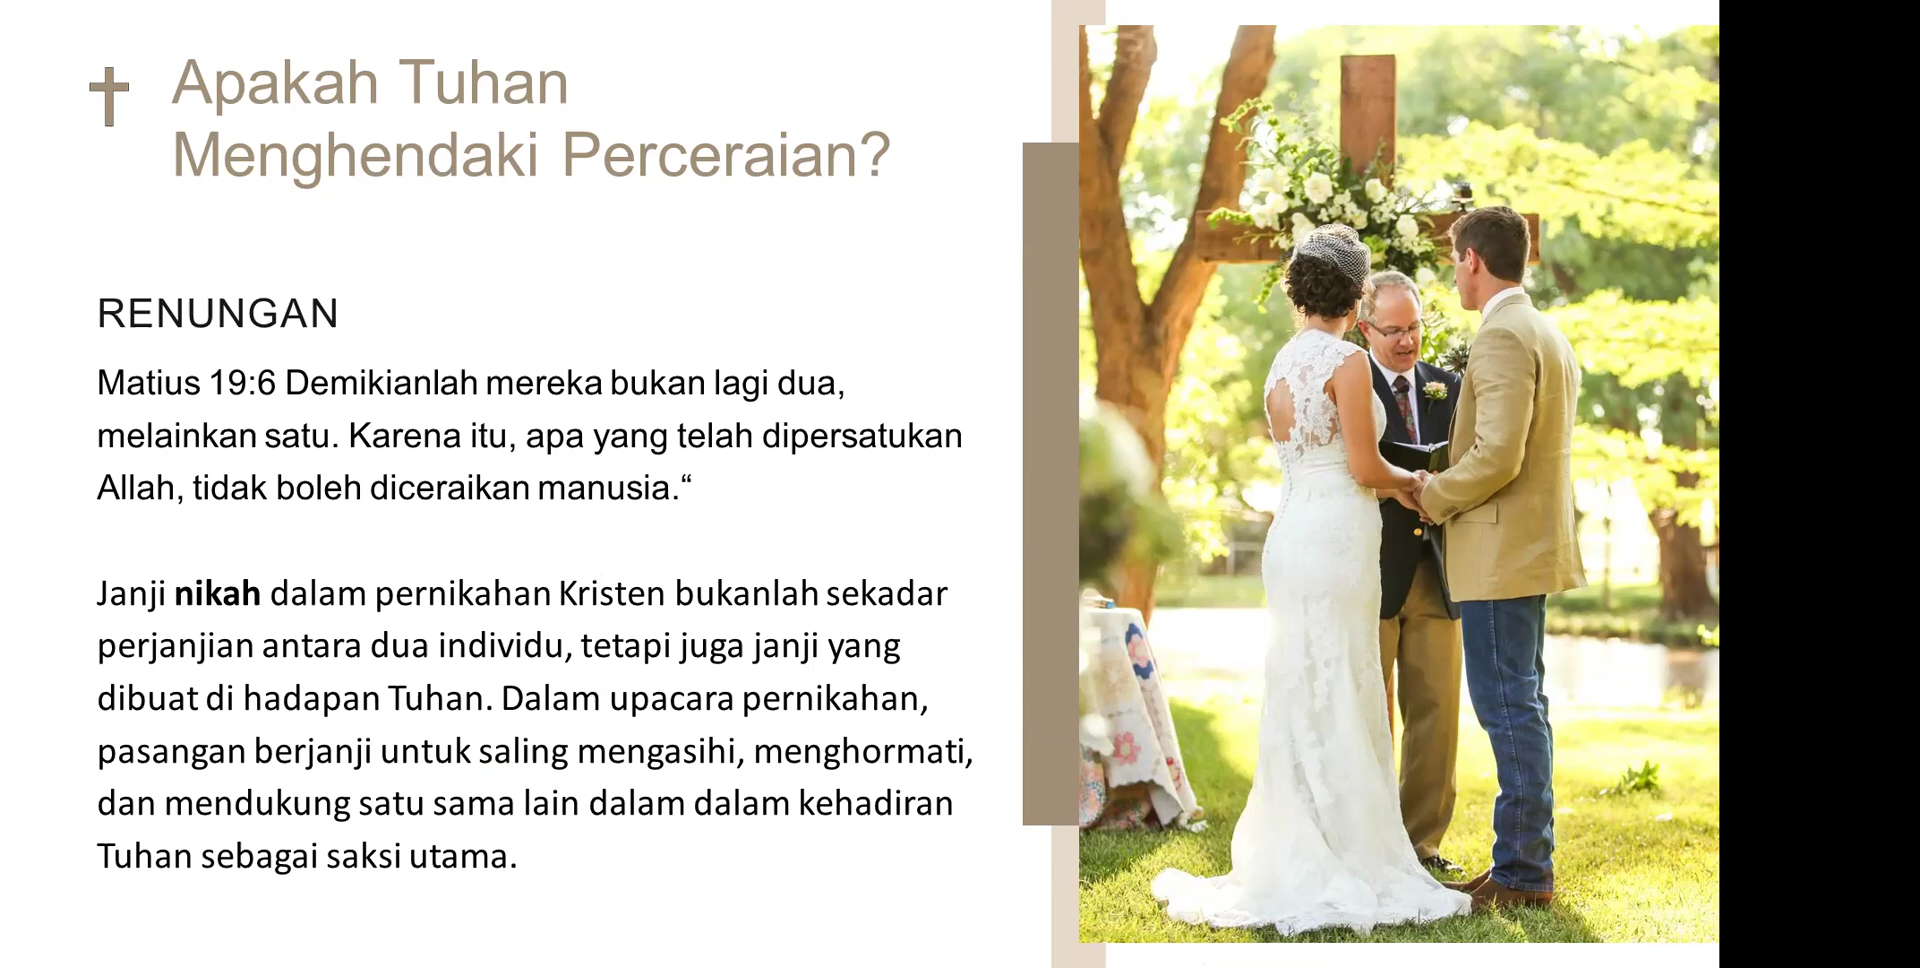 Apakah Tuhan
Menghendaki Perceraian?
RENUNGAN
Matius 19:6 Demikianlah mereka bukan lagi dua,
melainkan satu. Karena itu, apa yang telah dipersatukan
Allah, tidak boleh diceraikan manusia.“
Janji nikah dalam pernikahan Kristen bukanlah sekadar
perjanjian antara dua individu, tetapi juga janji yang
dibuat di hadapan Tuhan. Dalam upacara pernikahan,
pasangan berjanji untuk saling mengasihi, menghormati,
dan mendukung satu sama lain dalam dalam kehadiran
Tuhan sebagai saksi utama.